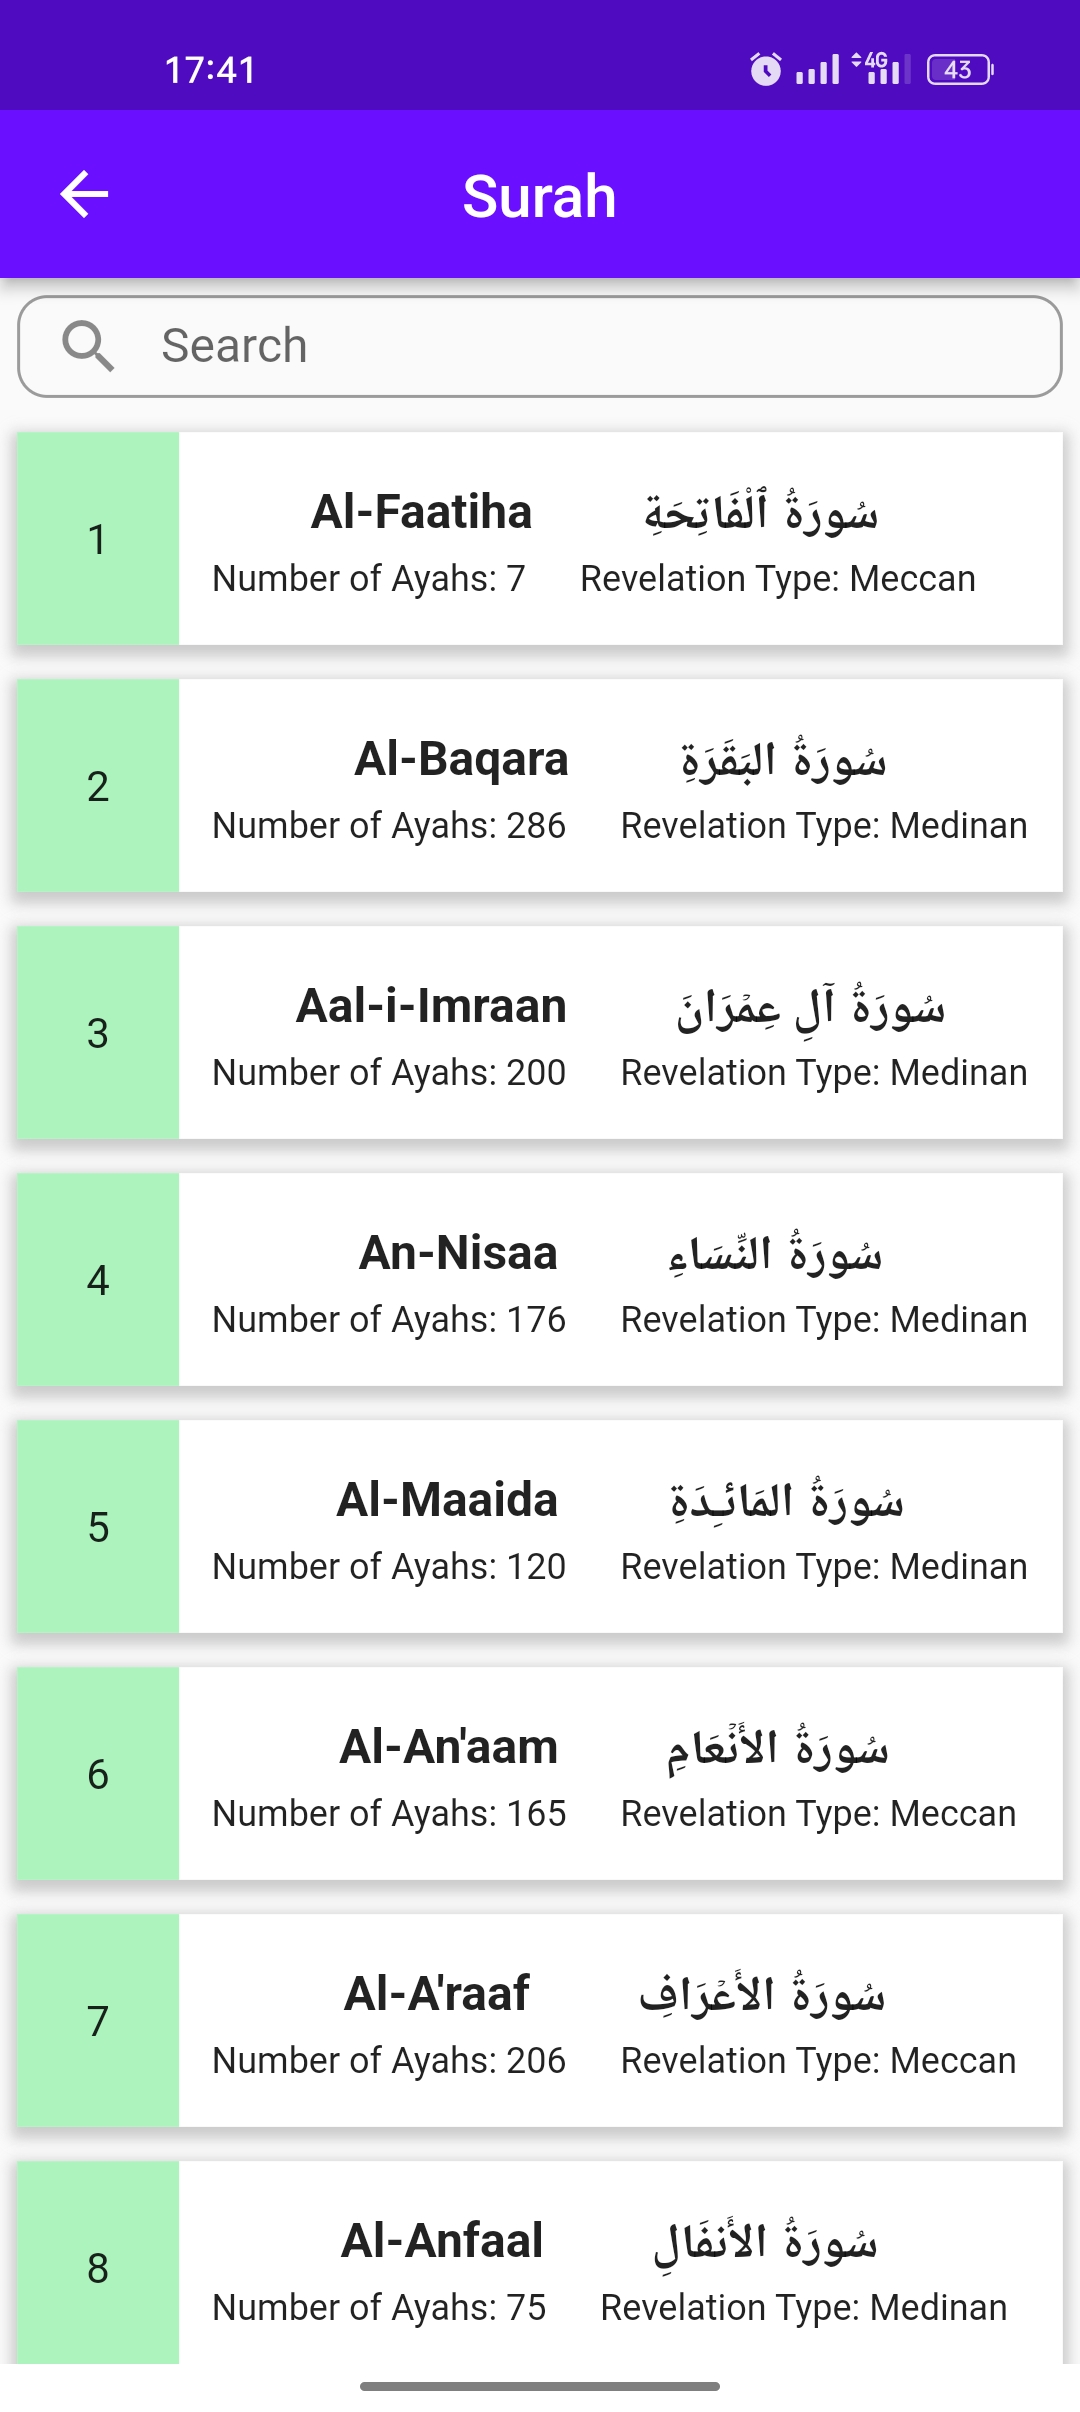 17:41 4G 43
Surah
Search
1
Al-Faatiha سُورَةُ ٱلْفَاتِحَةِ
Number of Ayahs: 7 Revelation Type: Meccan
2
Al-Baqara سُورَةُ البَقَرَةِ
Number of Ayahs: 286 Revelation Type: Medinan
3
Aal-i-Imraan سُورَةُ آلِ عِمۡرَانَ
Number of Ayahs: 200 Revelation Type: Medinan
4
An-Nisaa سُورَةُ النِّسَاءِ
Number of Ayahs: 176 Revelation Type: Medinan
5
Al-Maaida سُورَةُ المَائـِدَةِ
Number of Ayahs: 120 Revelation Type: Medinan
6
Al-An'aam سُورَةُ الأَنۡعَامِ
Number of Ayahs: 165 Revelation Type: Meccan
7
Al-A'raaf سُورَةُ الأَعۡرَافِ
Number of Ayahs: 206 Revelation Type: Meccan
8
Al-Anfaal سُورَةُ الأَنفَالِ
Number of Ayahs: 75 Revelation Type: Medinan